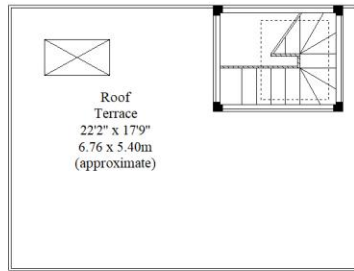 Roof
Terrace
22'2" x 17'9"
6.76 x 5.40m
(approximate)